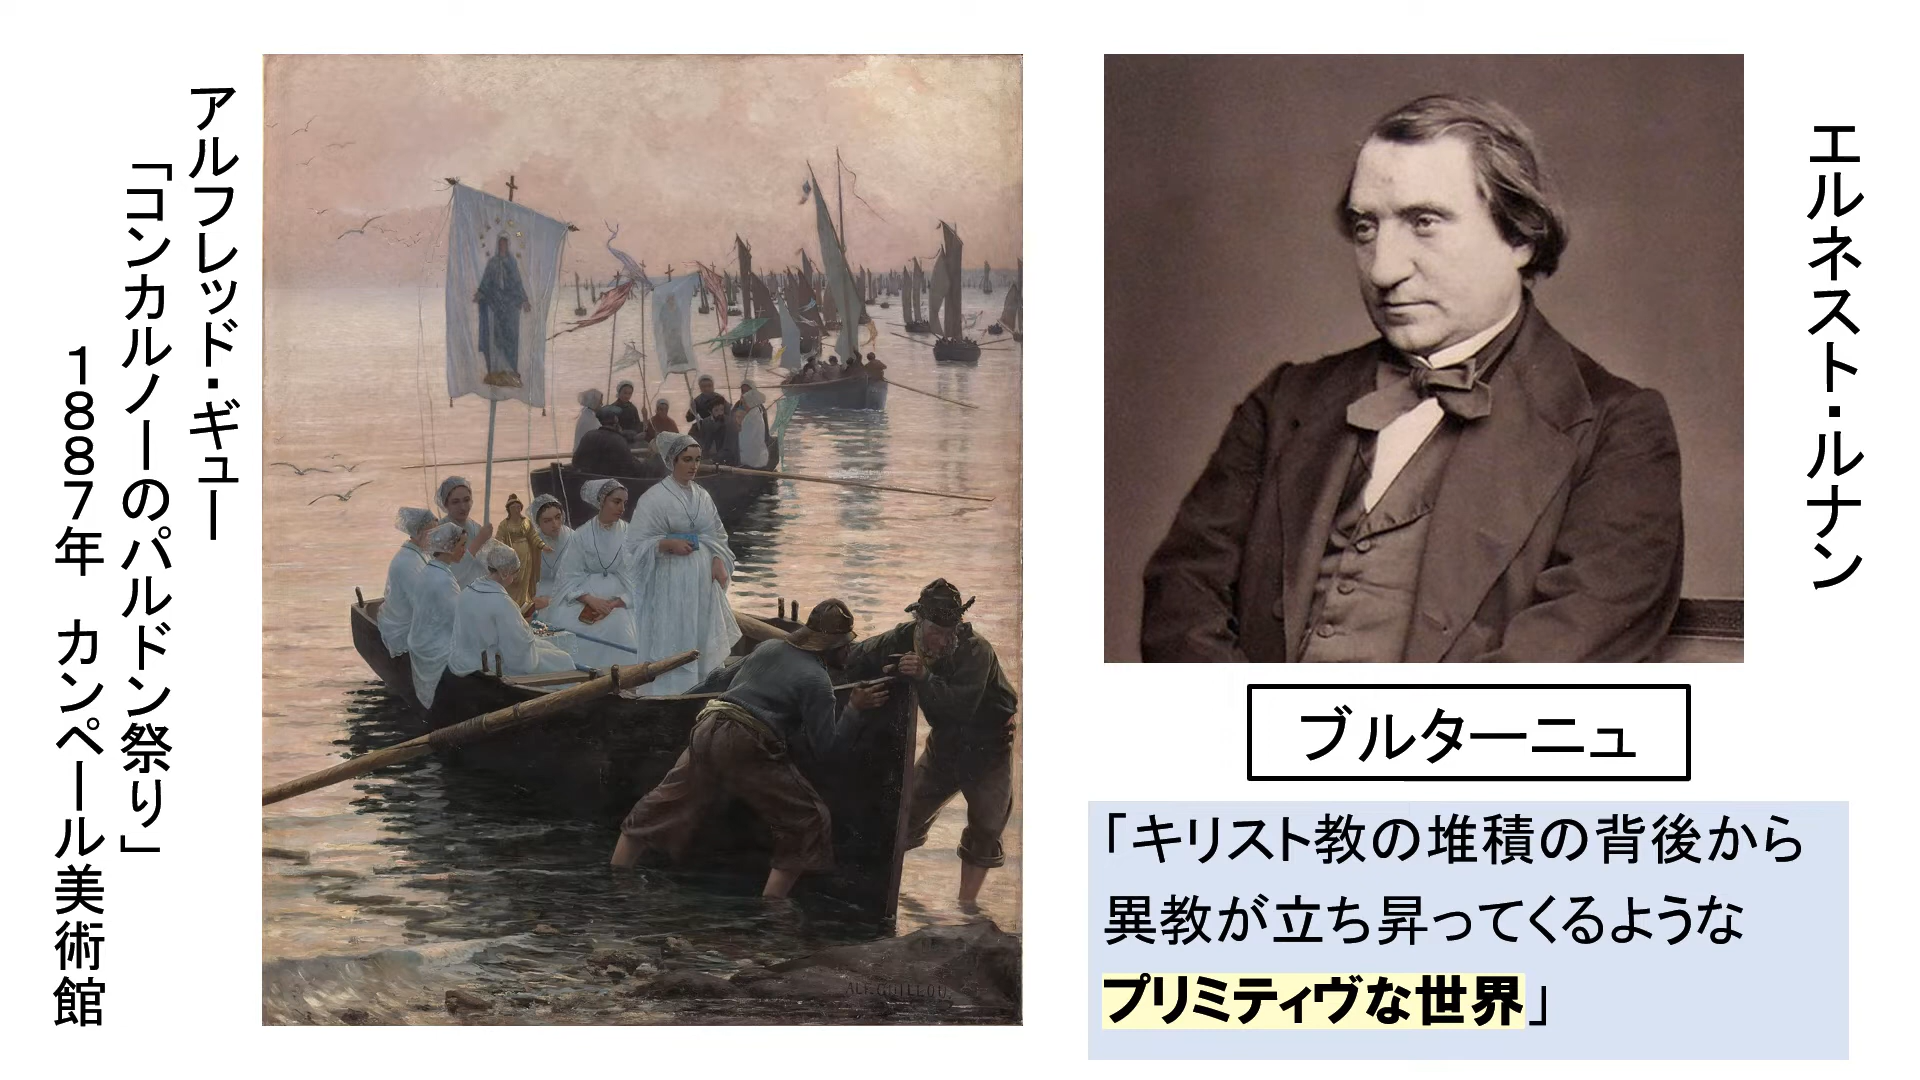 アルフレッド・ギュー
「コンカルノーのパルドン祭り」
１８８７年　カンペール美術館
ALF. GUILLOU.
エルネスト・ルナン
ブルターニュ
「キリスト教の堆積の背後から
異教が立ち昇ってくるような
プリミティヴな世界」